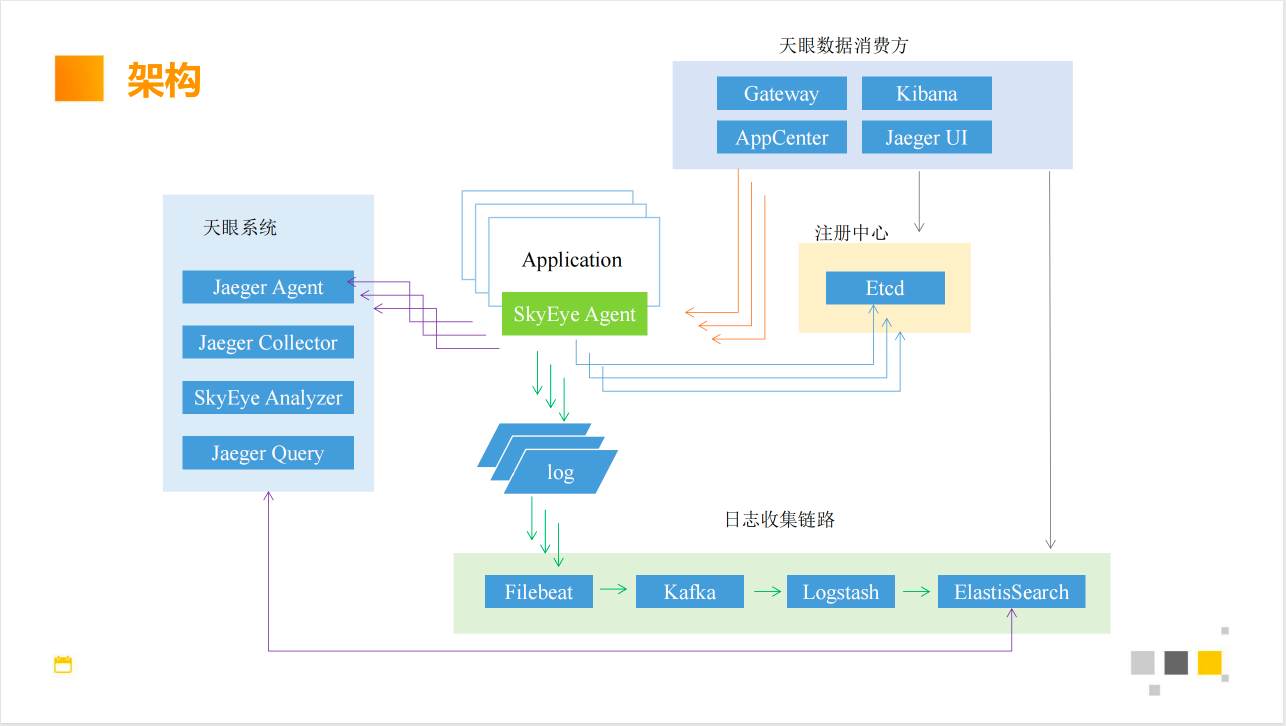 架构
天眼数据消费方
Gateway
Kibana
AppCenter
Jaeger UI
天眼系统
Jaeger Agent
Jaeger Collector
SkyEye Analyzer
Jaeger Query
Application
SkyEye Agent
注册中心
Etcd
log
日志收集链路
Filebeat
Kafka
Logstash
ElastisSearch